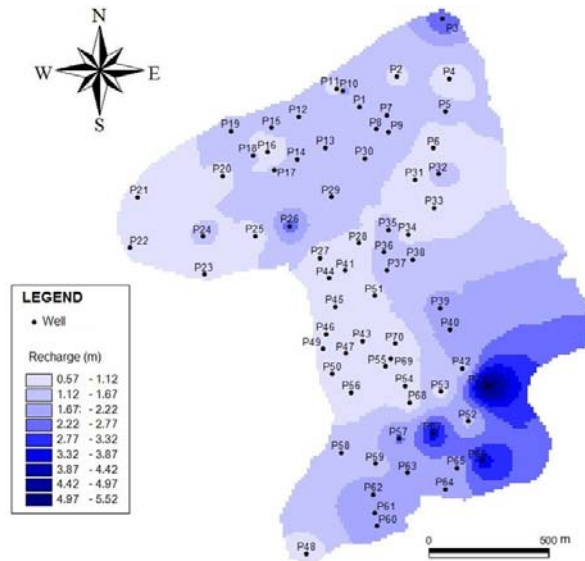 N
W E
S
P3
P2
P4
P11 P10
P1
P7
P5
P12
P15
P19
P8
P9
P6
P13
P16
P18
P14
P30
P17
P20
P32
P31
P21
P29
P33
P26
P35
P34
P24
P25
P22
P28
P36
P38
P27
P37
P41
P44
P23
P51
P45
P39
P40
P46
P43
P70
P49
P47
P55
P69
P42
P50
P54
P56
P53
P68
P52
P57
P58
P59
P65
P63
P64
P62
P61
P60
P48
LEGEND
Well
Recharge (m)
0.57 - 1.12
1.12 - 1.67
1.67 - 2.22
2.22 - 2.77
2.77 - 3.32
3.32 - 3.87
3.87 - 4.42
4.42 - 4.97
4.97 - 5.52
0 500 m